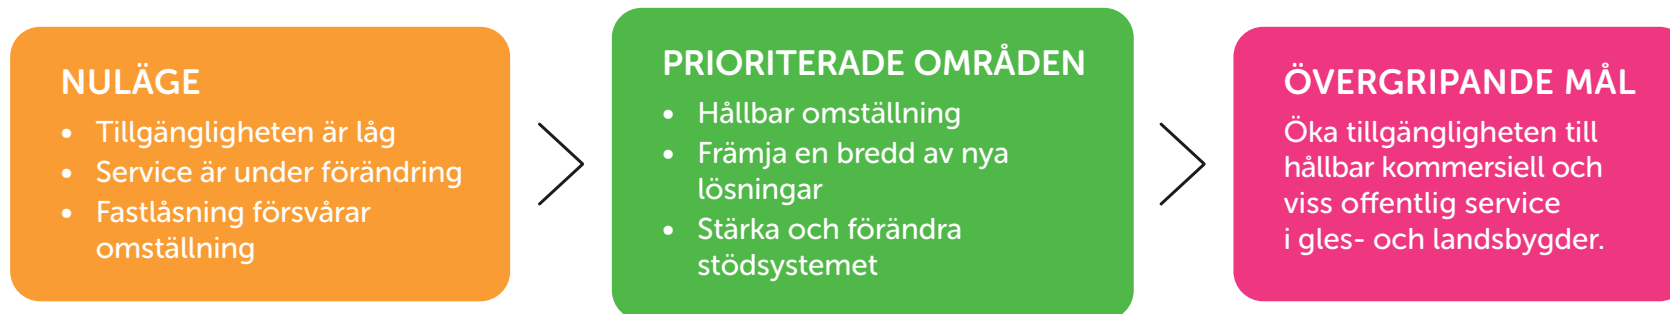 NULÄGE
• Tillgängligheten är låg
• Service är under förändring
• Fastlåsning försvårar
omställning
PRIORITERADE OMRÅDEN
• Hållbar omställning
• Främja en bredd av nya
lösningar
• Stärka och förändra
stödsystemet
ÖVERGRIPANDE MÅL
Öka tillgängligheten till
hållbar kommersiell och
viss offentlig service
i gles- och landsbygder.